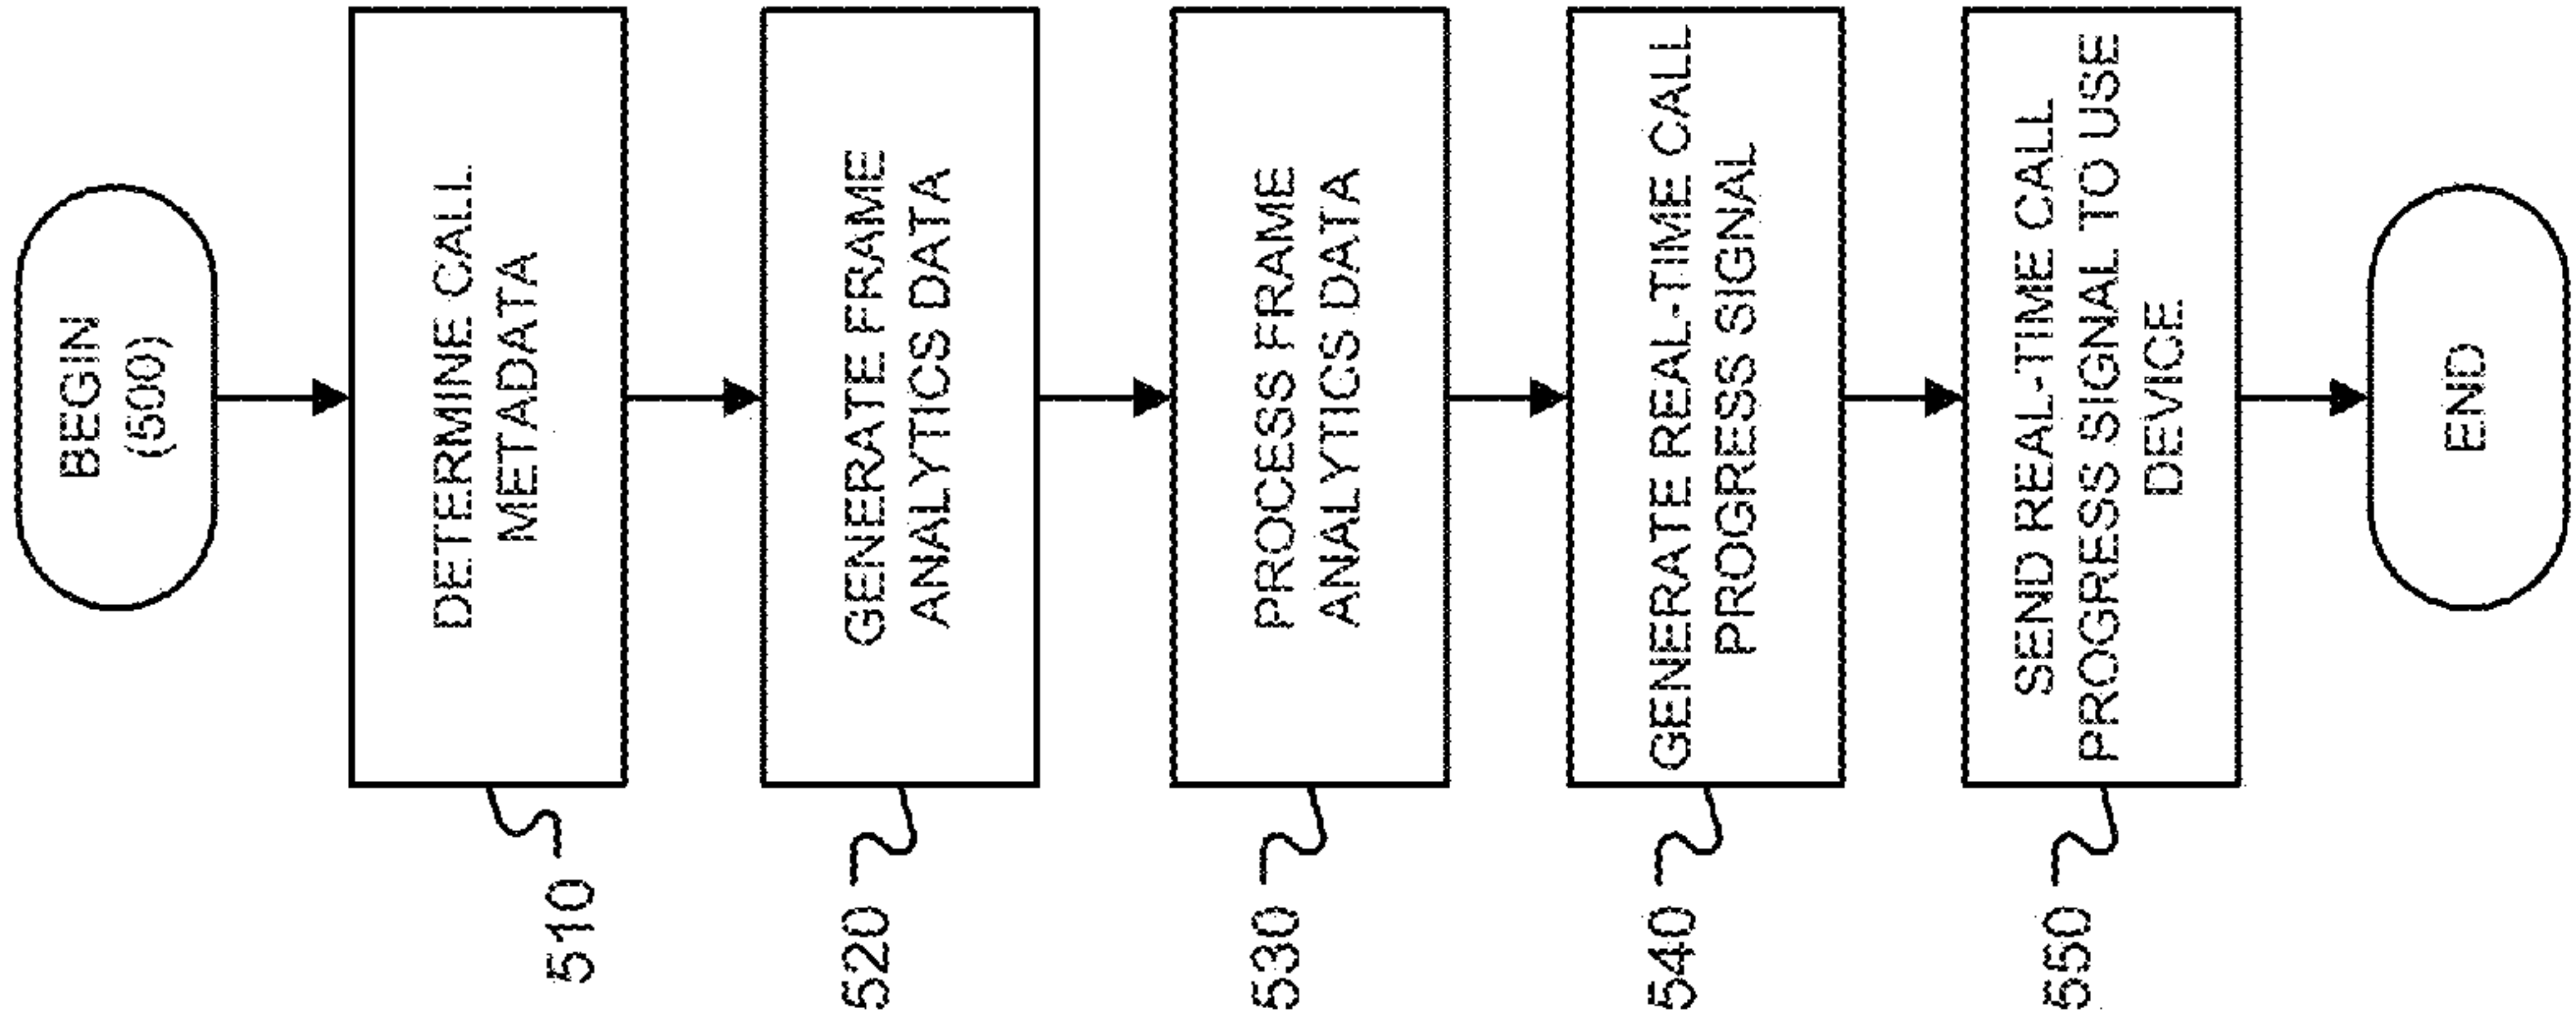 BEGIN
(500)
DETERMINE CALL
METADATA
510
GENERATE FRAME
ANALYTICS DATA
520
PROCESS FRAME
ANALYTICS DATA
530
GENERATE REAL-TIME CALL
PROGRESS SIGNAL
540
SEND REAL-TIME CALL
PROGRESS SIGNAL TO USE
DEVICE
550
END